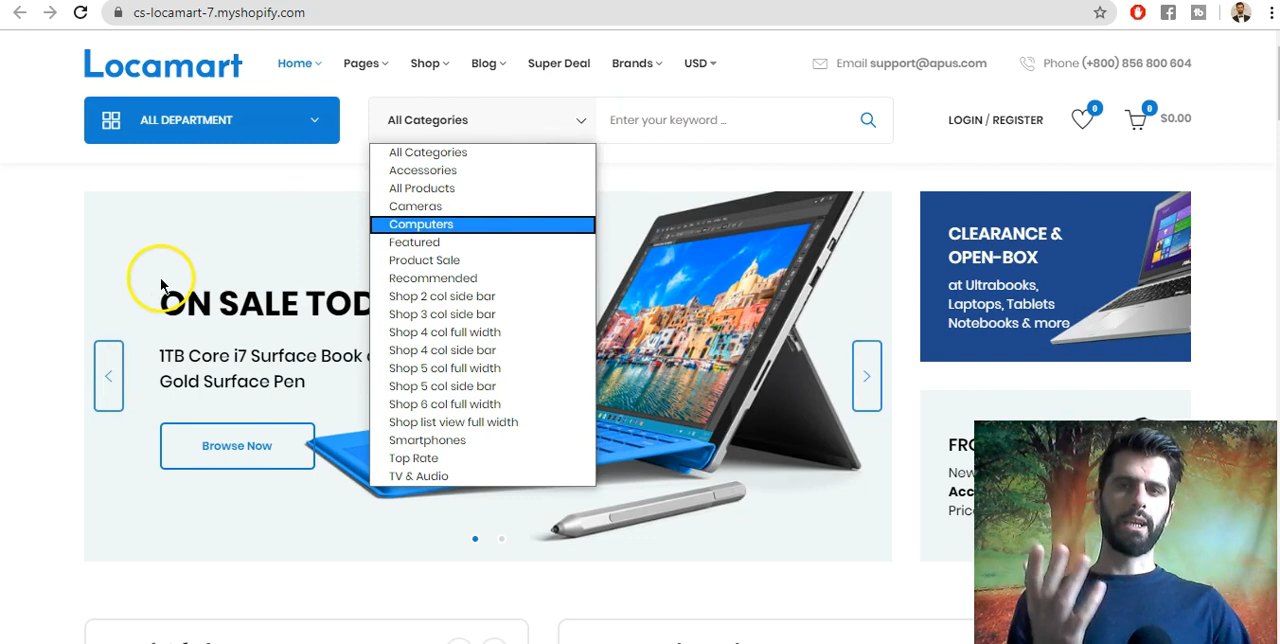 cs-locamart-7.myshopify.com
Locamart
Home
Pages
Shop
Blog
Super Deal
Brands
USD
Email support@apus.com
Phone (+800) 856 800 604
ALL DEPARTMENT
All Categories
Enter your keyword ...
LOGIN / REGISTER
0
0
$0.00
All Categories
Accessories
All Products
Cameras
Computers
Featured
Product Sale
Recommended
Shop 2 col side bar
Shop 3 col side bar
Shop 4 col full width
Shop 4 col side bar
Shop 5 col full width
Shop 5 col side bar
Shop 6 col full width
Shop list view full width
Smartphones
Top Rate
TV & Audio
ON SALE TOD
1TB Core i7 Surface Book
Gold Surface Pen
Browse Now
CLEARANCE &
OPEN-BOX
at Ultrabooks,
Laptops, Tablets
Notebooks & more
FRO
New
Acc
Pric